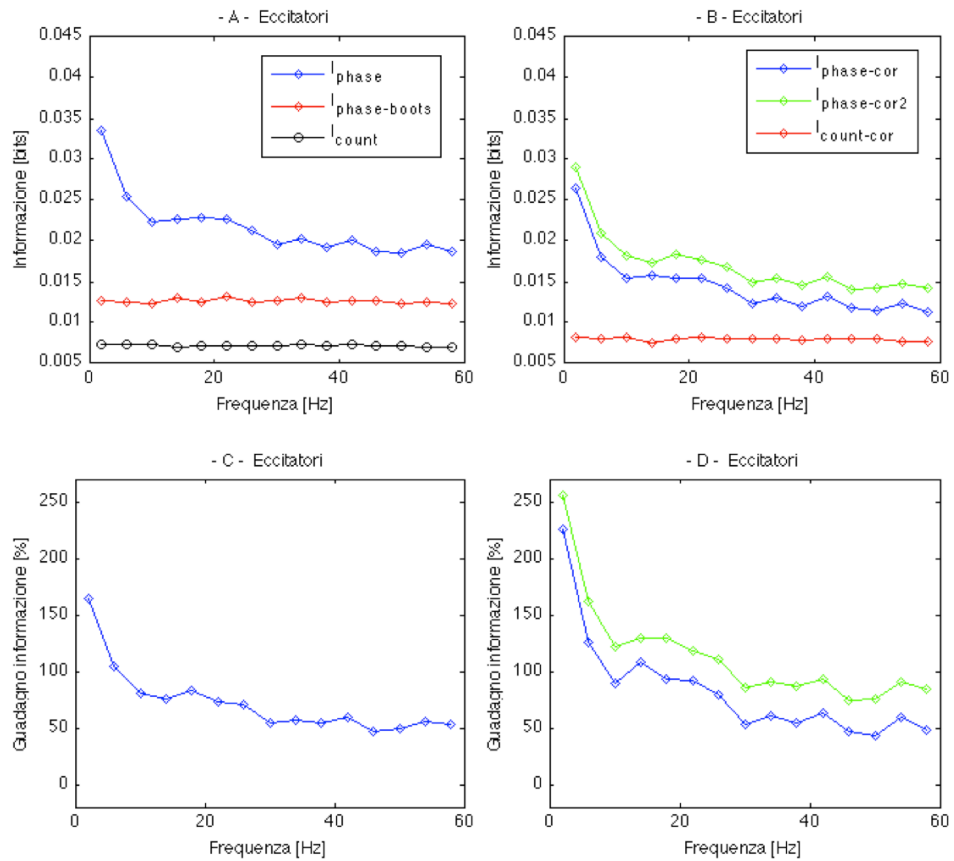 - A - Eccitatori
Informazione [bits]
0.045
0.04
0.035
0.03
0.025
0.02
0.015
0.01
0.005
I phase
I phase-boots
I count
0 20 40 60
Frequenza [Hz]
- B - Eccitatori
Informazione [bits]
0.045
0.04
0.035
0.03
0.025
0.02
0.015
0.01
0.005
I phase-cor
I phase-cor2
I count-cor
0 20 40 60
Frequenza [Hz]
- C - Eccitatori
Guadagno informazione [%]
250
200
150
100
50
0
0 20 40 60
Frequenza [Hz]
- D - Eccitatori
Guadagno informazione [%]
250
200
150
100
50
0
0 20 40 60
Frequenza [Hz]